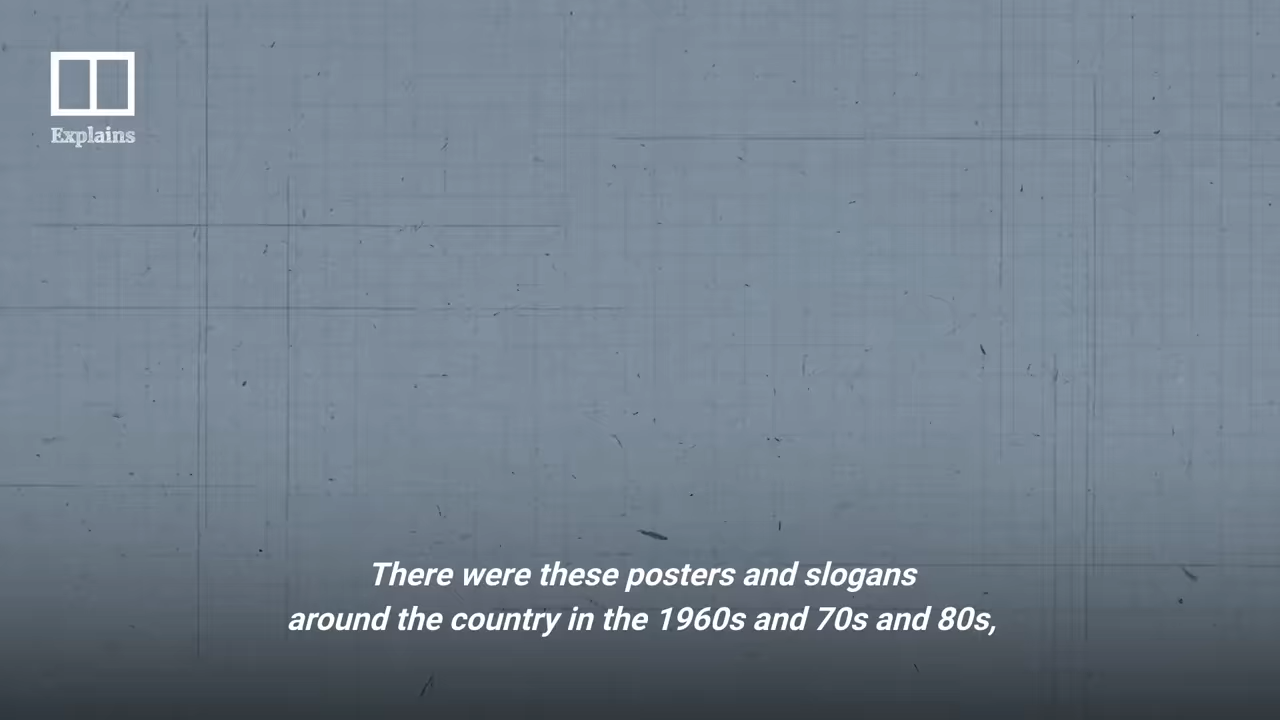 Explains
There were these posters and slogans
around the country in the 1960s and 70s and 80s,